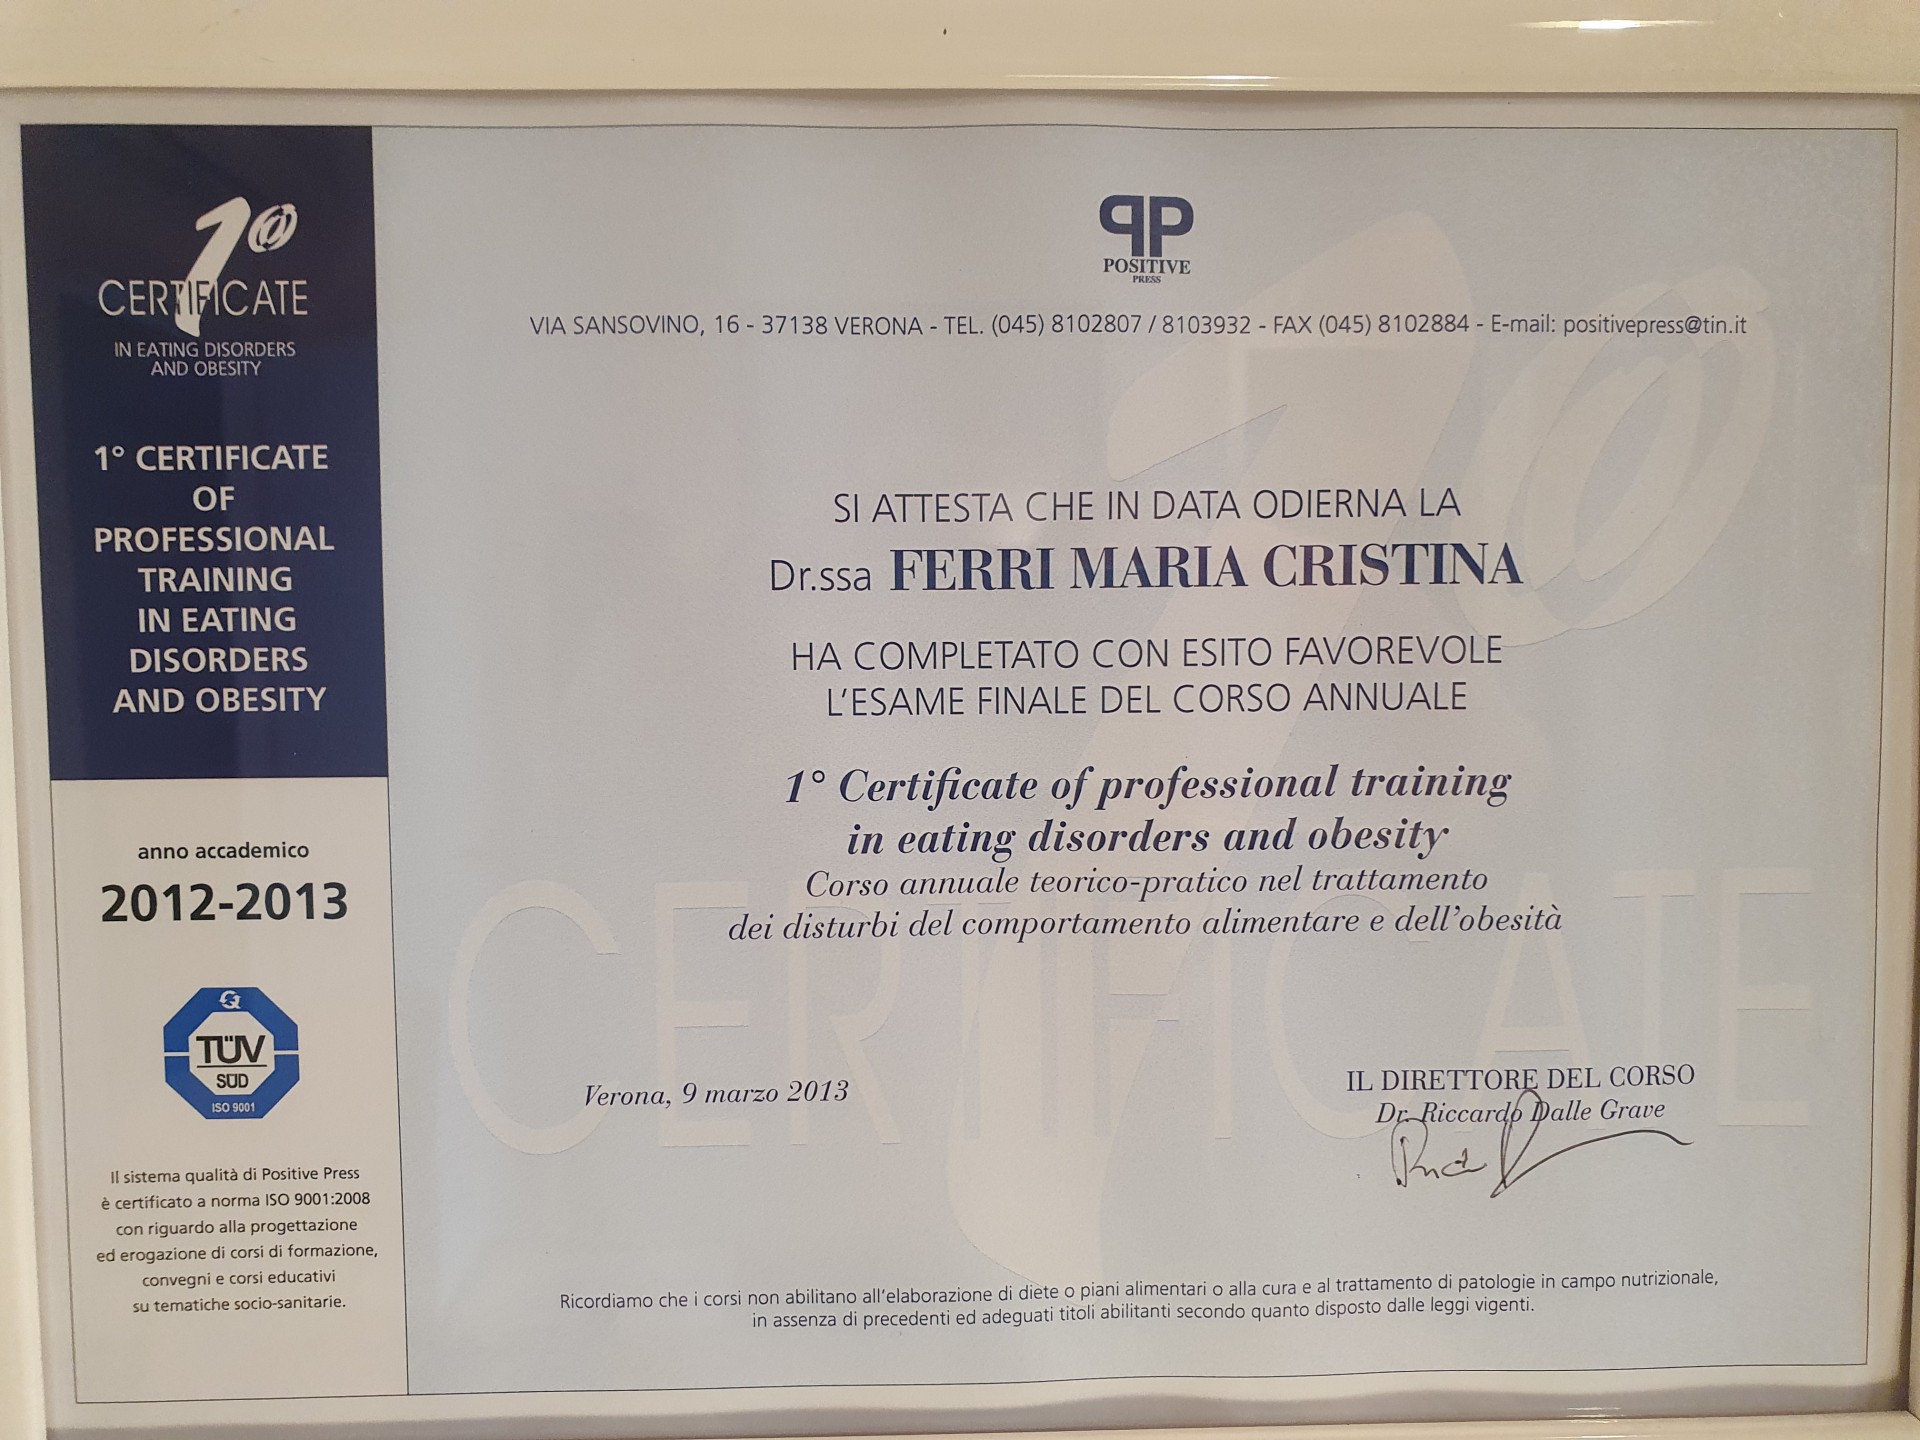 1°
CERTIFICATE
IN EATING DISORDERS
AND OBESITY
1° CERTIFICATE
OF
PROFESSIONAL
TRAINING
IN EATING
DISORDERS
AND OBESITY
anno accademico
2012-2013
TÜV
SÜD
ISO 9001
Il sistema qualità di Positive Press
è certificato a norma ISO 9001:2008
con riguardo alla progettazione
ed erogazione di corsi di formazione,
convegni e corsi educativi
su tematiche socio-sanitarie.
PP
POSITIVE
PRESS
VIA SANSOVINO, 16 - 37138 VERONA - TEL. (045) 8102807 / 8103932 - FAX (045) 8102884 - E-mail: positivepress@tin.it
SI ATTESTA CHE IN DATA ODIERNA LA
Dr.ssa FERRI MARIA CRISTINA
HA COMPLETATO CON ESITO FAVOREVOLE
L'ESAME FINALE DEL CORSO ANNUALE
1° Certificate of professional training
in eating disorders and obesity
Corso annuale teorico-pratico nel trattamento
dei disturbi del comportamento alimentare e dell'obesità
CERTIFICATE
Verona, 9 marzo 2013
IL DIRETTORE DEL CORSO
Dr. Riccardo Dalle Grave
Ricordiamo che i corsi non abilitano all'elaborazione di diete o piani alimentari o alla cura e al trattamento di patologie in campo nutrizionale,
in assenza di precedenti ed adeguati titoli abilitanti secondo quanto disposto dalle leggi vigenti.